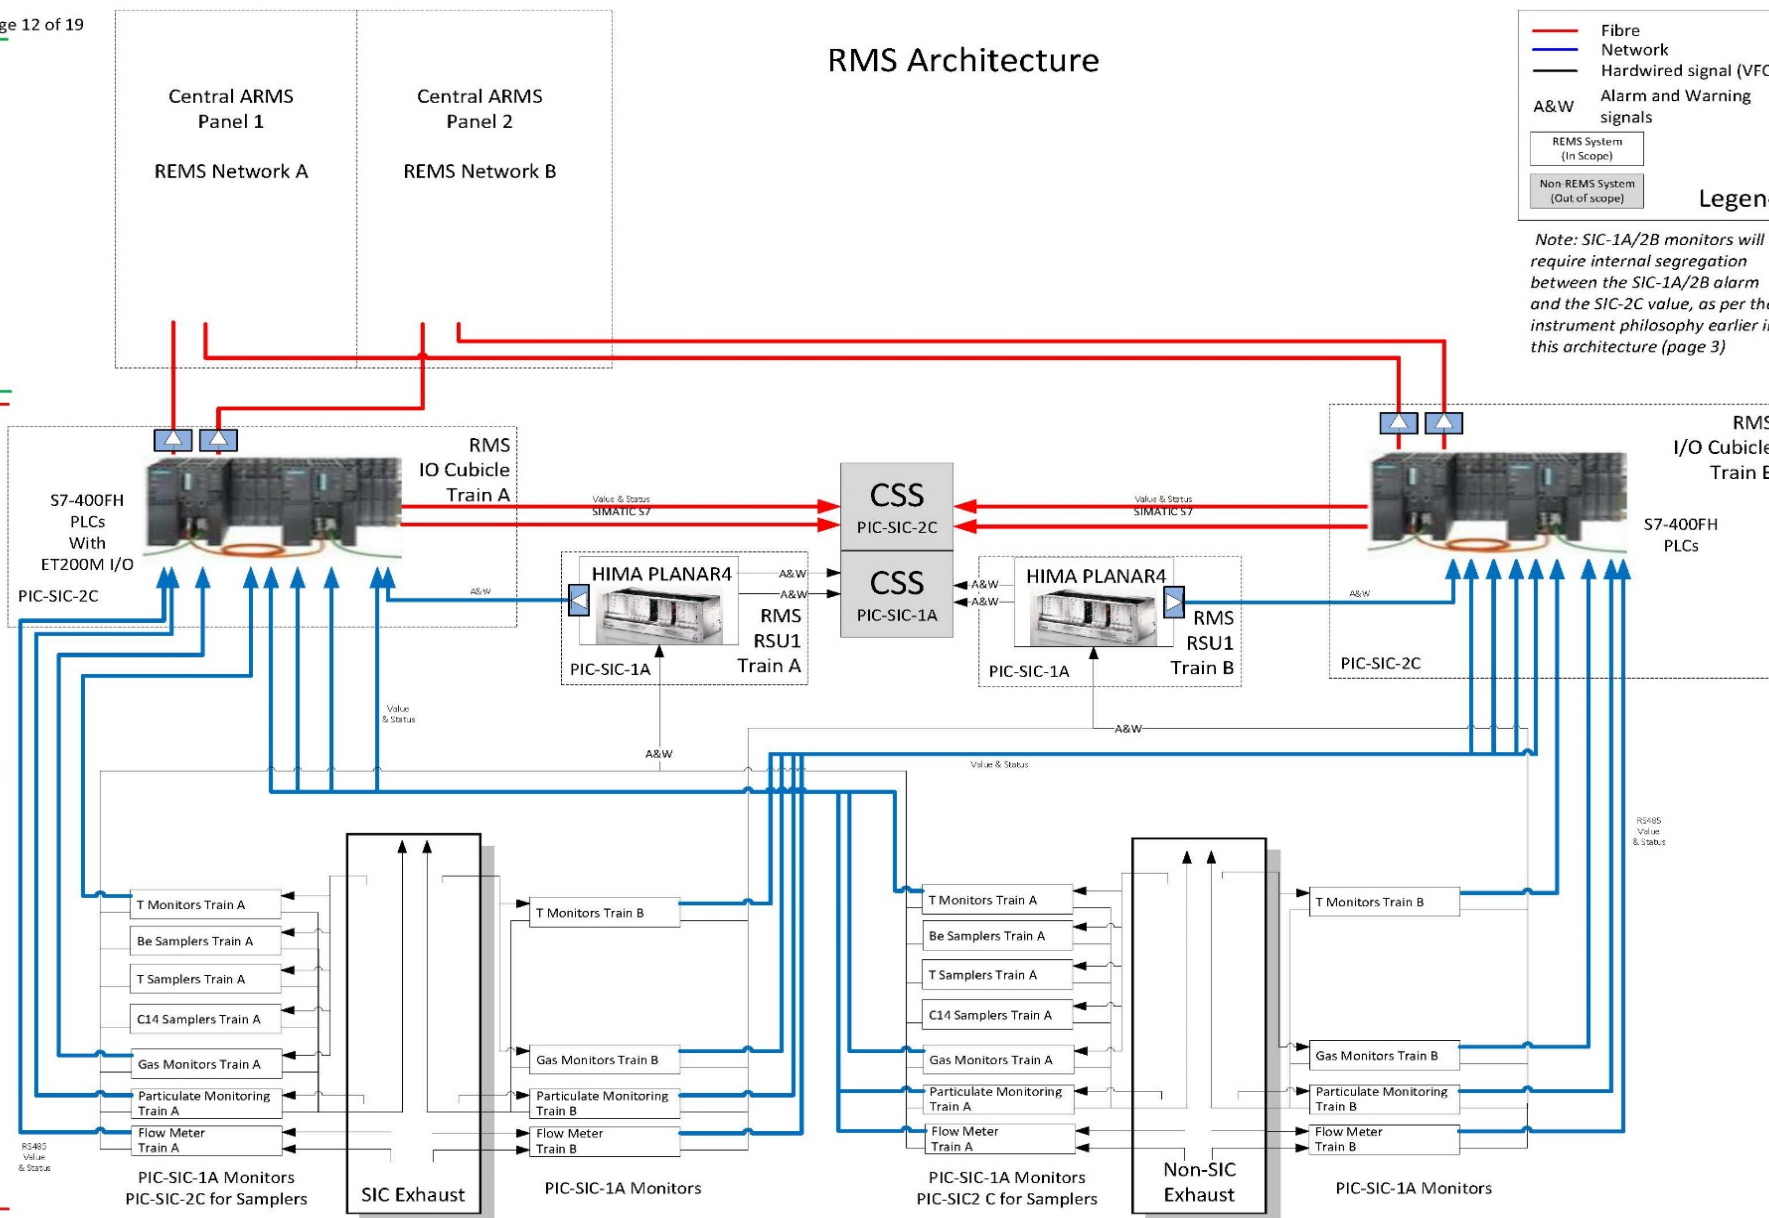 ge 12 of 19
RMS Architecture
Central ARMS
Panel 1
REMS Network A
Central ARMS
Panel 2
REMS Network B
Fibre
Network
Hardwired signal (VFC
A&W
Alarm and Warning
signals
REMS System
(In Scope)
Non-REMS System
(Out of scope)
Legen
Note: SIC-1A/2B monitors will
require internal segregation
between the SIC-1A/2B alarm
and the SIC-2C value, as per the
instrument philosophy earlier in
this architecture (page 3)
RMS
IO Cubicle
Train A
S7-400FH
PLCs
With
ET200M I/O
PIC-SIC-2C
Value & Status
SIMATIC S7
CSS
PIC-SIC-2C
CSS
PIC-SIC-1A
Value & Status
SIMATIC S7
RMS
I/O Cubicle
Train B
S7-400FH
PLCs
PIC-SIC-2C
A&W
HIMA PLANAR4
A&W
A&W
RMS
RSU1
Train A
PIC-SIC-1A
A&W
A&W
HIMA PLANAR4
RMS
RSU1
Train B
PIC-SIC-1A
A&W
Value
& Status
A&W
A&W
Value & Status
RS485
Value
& Status
T Monitors Train A
Be Samplers Train A
T Samplers Train A
C14 Samplers Train A
Gas Monitors Train A
Particulate Monitoring
Train A
Flow Meter
Train A
RS485
Value
& Status
PIC-SIC-1A Monitors
PIC-SIC-2C for Samplers
SIC Exhaust
T Monitors Train B
Gas Monitors Train B
Particulate Monitoring
Train B
Flow Meter
Train B
PIC-SIC-1A Monitors
T Monitors Train A
Be Samplers Train A
T Samplers Train A
C14 Samplers Train A
Gas Monitors Train A
Particulate Monitoring
Train A
Flow Meter
Train A
PIC-SIC-1A Monitors
PIC-SIC2 C for Samplers
Non-SIC
Exhaust
T Monitors Train B
Gas Monitors Train B
Particulate Monitoring
Train B
Flow Meter
Train B
PIC-SIC-1A Monitors